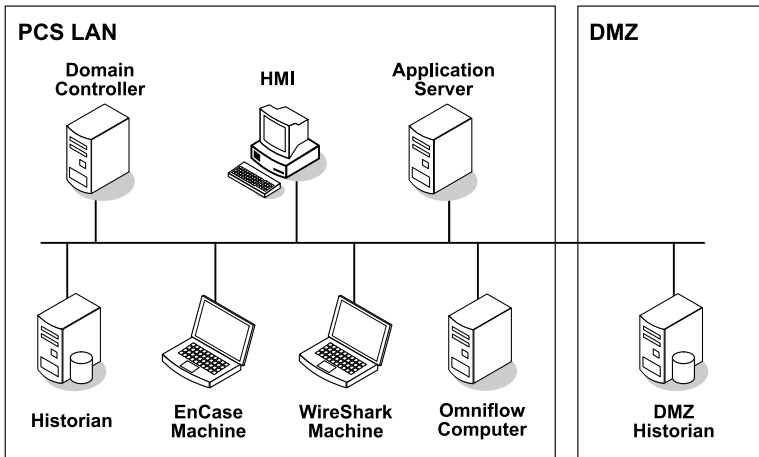 PCS LAN
DMZ
Domain
Controller
HMI
Application
Server
Historian
EnCase
Machine
WireShark
Machine
Omniflow
Computer
DMZ
Historian